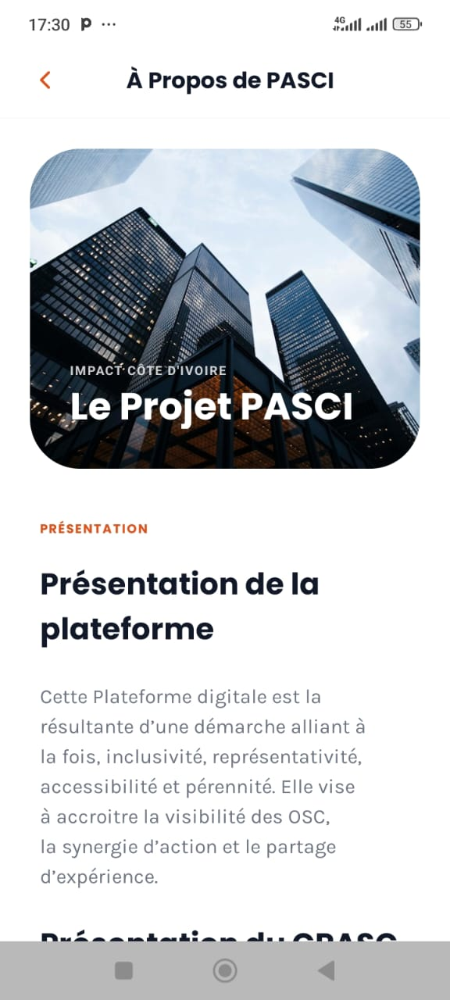 17:30 P ...
4G 55
À Propos de PASCI
IMPACT CÔTE D'IVOIRE
Le Projet PASCI
PRÉSENTATION
Présentation de la
plateforme
Cette Plateforme digitale est la
résultante d’une démarche alliant à
la fois, inclusivité, représentativité,
accessibilité et pérennité. Elle vise
à accroitre la visibilité des OSC,
la synergie d’action et le partage
d’expérience.
Présentation du GRASC